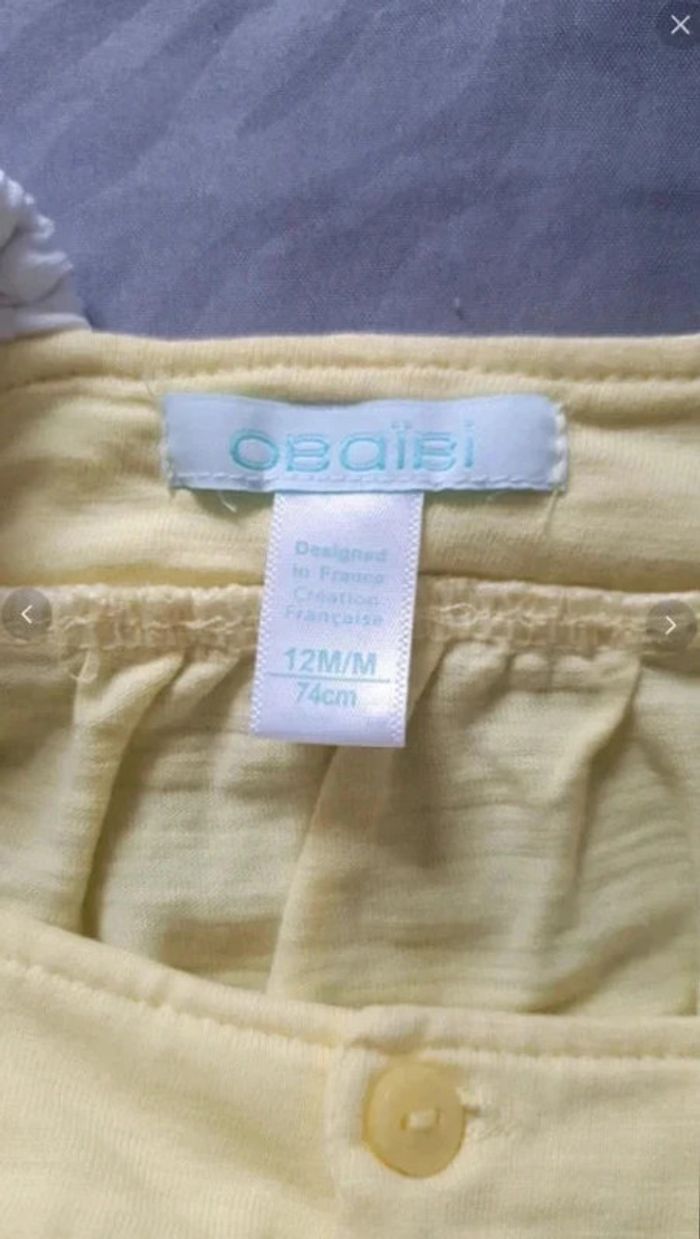 OBAÏBI
Designed
in France
Création
Française
12M/M
74cm